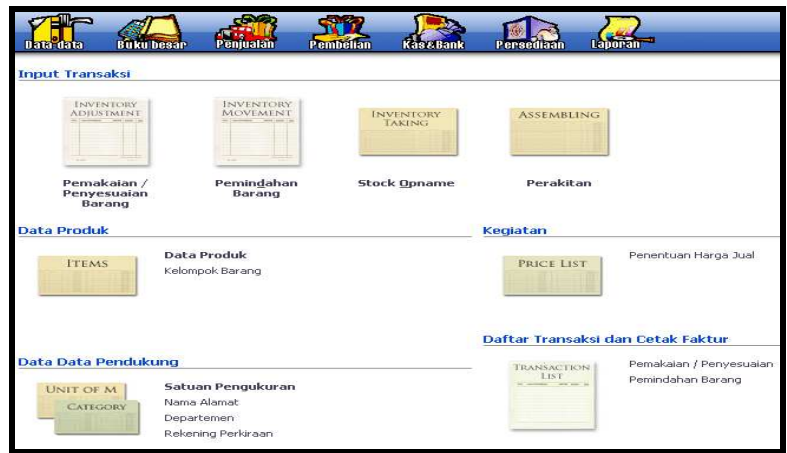 Data-data Buku besar Penjualan Pembelian Kas&Bank Persediaan Laporan
Input Transaksi
INVENTORY ADJUSTMENT
INVENTORY MOVEMENT
INVENTORY TAKING
ASSEMBLING
Pemakaian /
Penyesuaian
Barang
Pemindahan
Barang
Stock Opname
Perakitan
Data Produk
ITEMS
Data Produk
Kelompok Barang
Kegiatan
PRICE LIST
Penentuan Harga Jual
Data Data Pendukung
UNIT OF M
CATEGORY
Satuan Pengukuran
Nama Alamat
Departemen
Rekening Perkiraan
Daftar Transaksi dan Cetak Faktur
TRANSACTION
LIST
Pemakaian / Penyesuaian
Pemindahan Barang